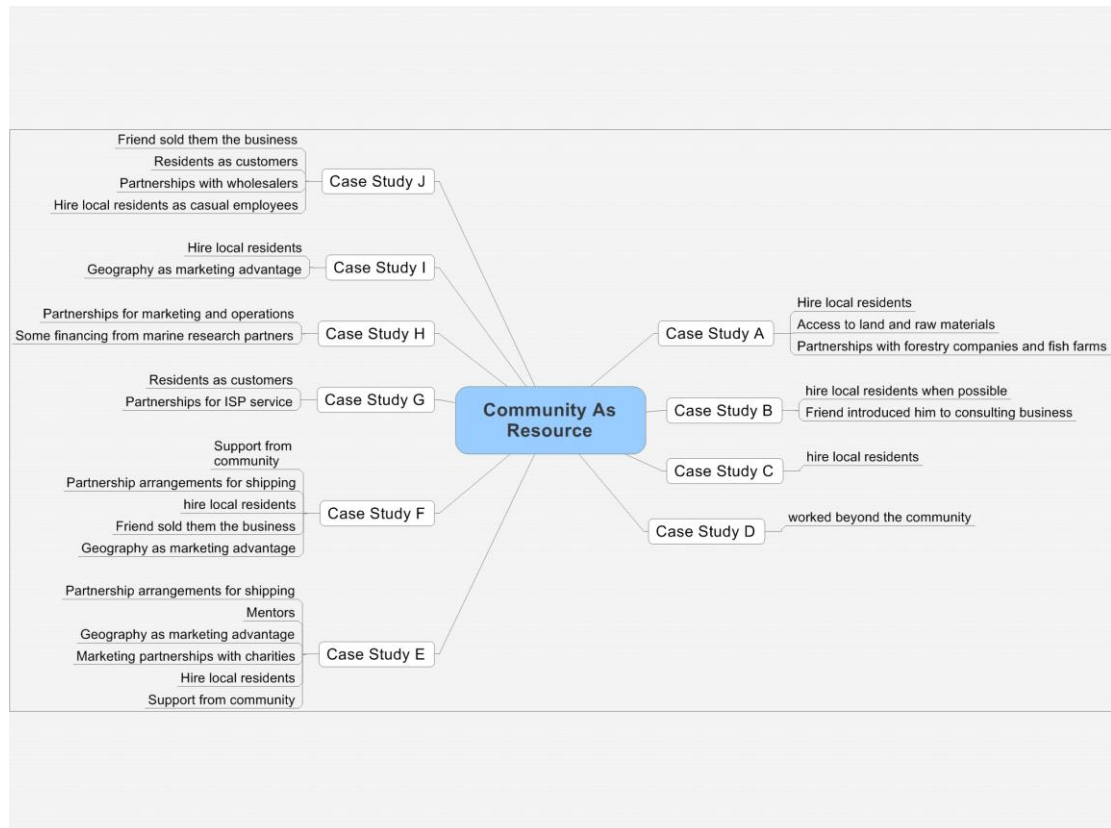 Community As
Resource
Case Study A
Hire local residents
Access to land and raw materials
Partnerships with forestry companies and fish farms
Case Study B
hire local residents when possible
Friend introduced him to consulting business
Case Study C
hire local residents
Case Study D
worked beyond the community
Case Study E
Partnership arrangements for shipping
Mentors
Geography as marketing advantage
Marketing partnerships with charities
Hire local residents
Support from community
Case Study F
Support from
community
Partnership arrangements for shipping
hire local residents
Friend sold them the business
Geography as marketing advantage
Case Study G
Residents as customers
Partnerships for ISP service
Case Study H
Partnerships for marketing and operations
Some financing from marine research partners
Case Study I
Hire local residents
Geography as marketing advantage
Case Study J
Friend sold them the business
Residents as customers
Partnerships with wholesalers
Hire local residents as casual employees